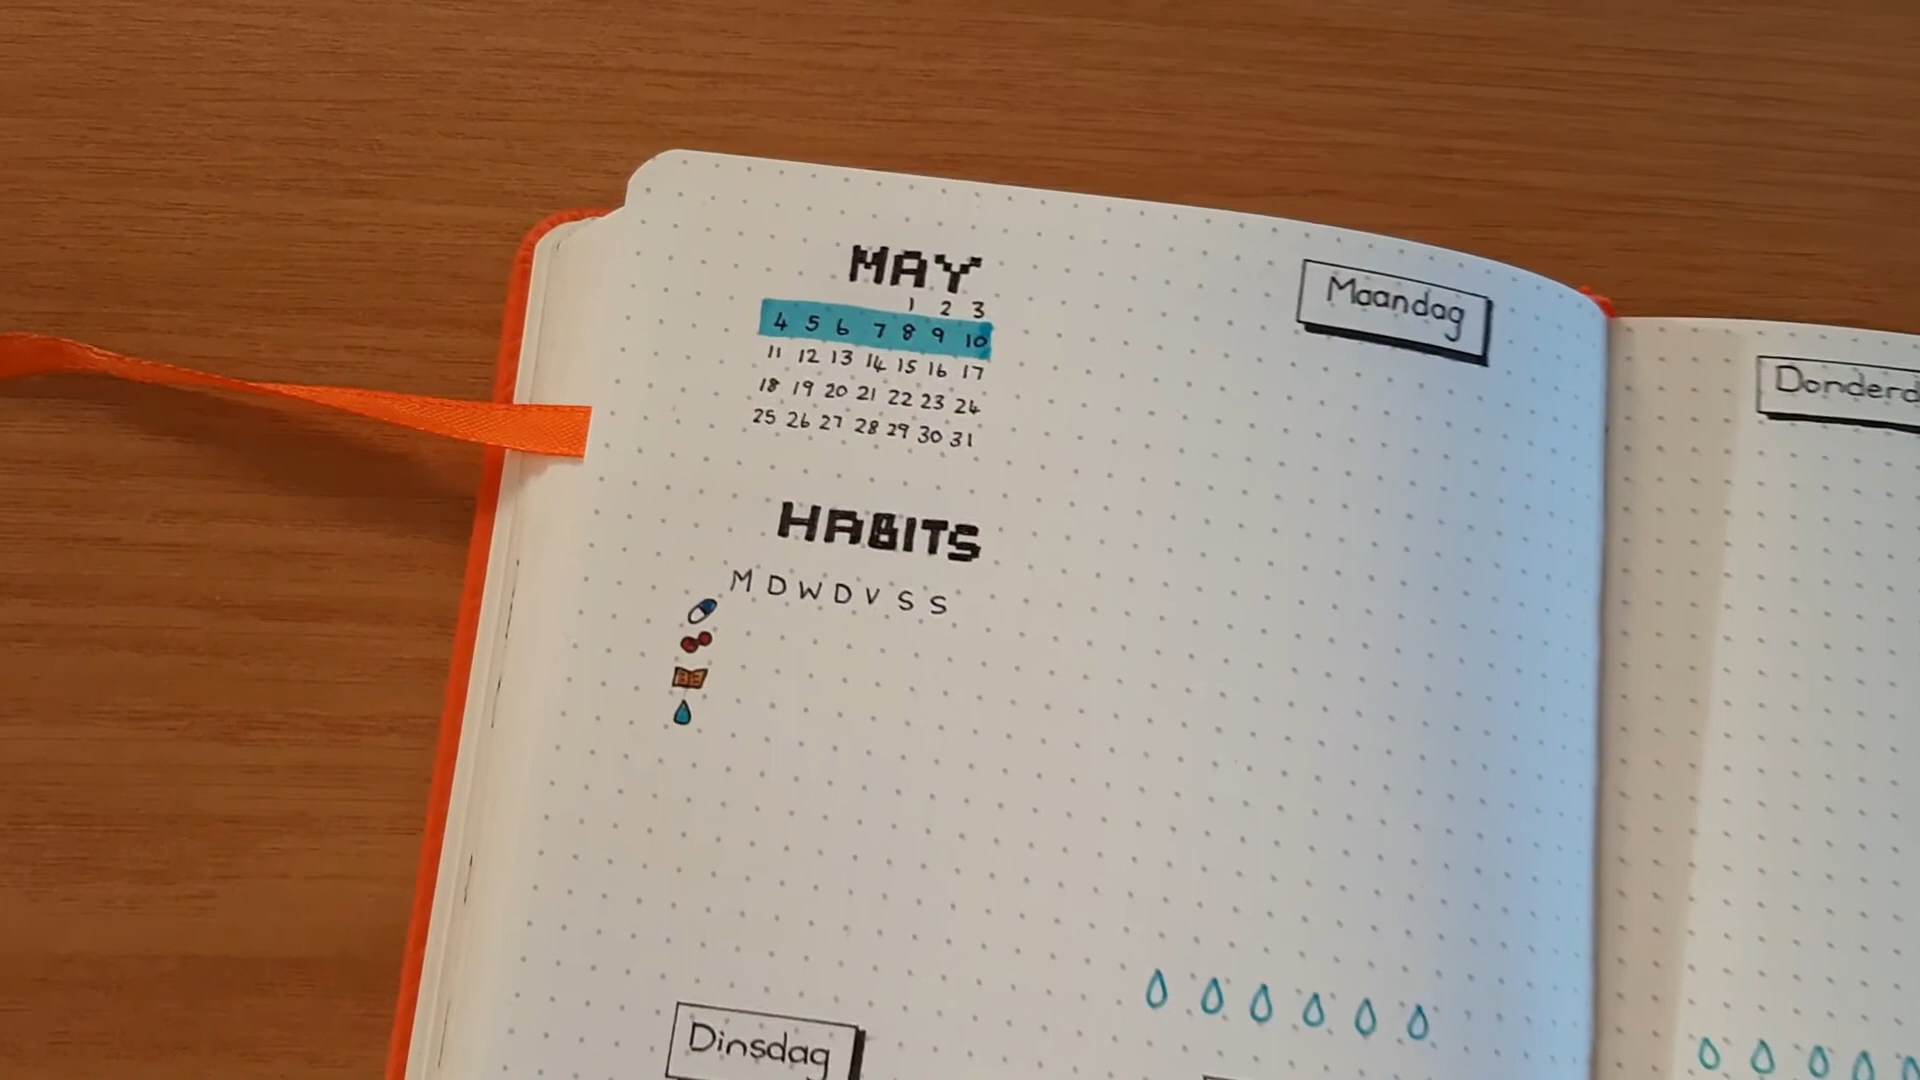 MAY
1 2 3
4 5 6 7 8 9 10
11 12 13 14 15 16 17
18 19 20 21 22 23 24
25 26 27 28 29 30 31
HABITS
M D W D V S S
Maandag
Dinsdag
Donderd